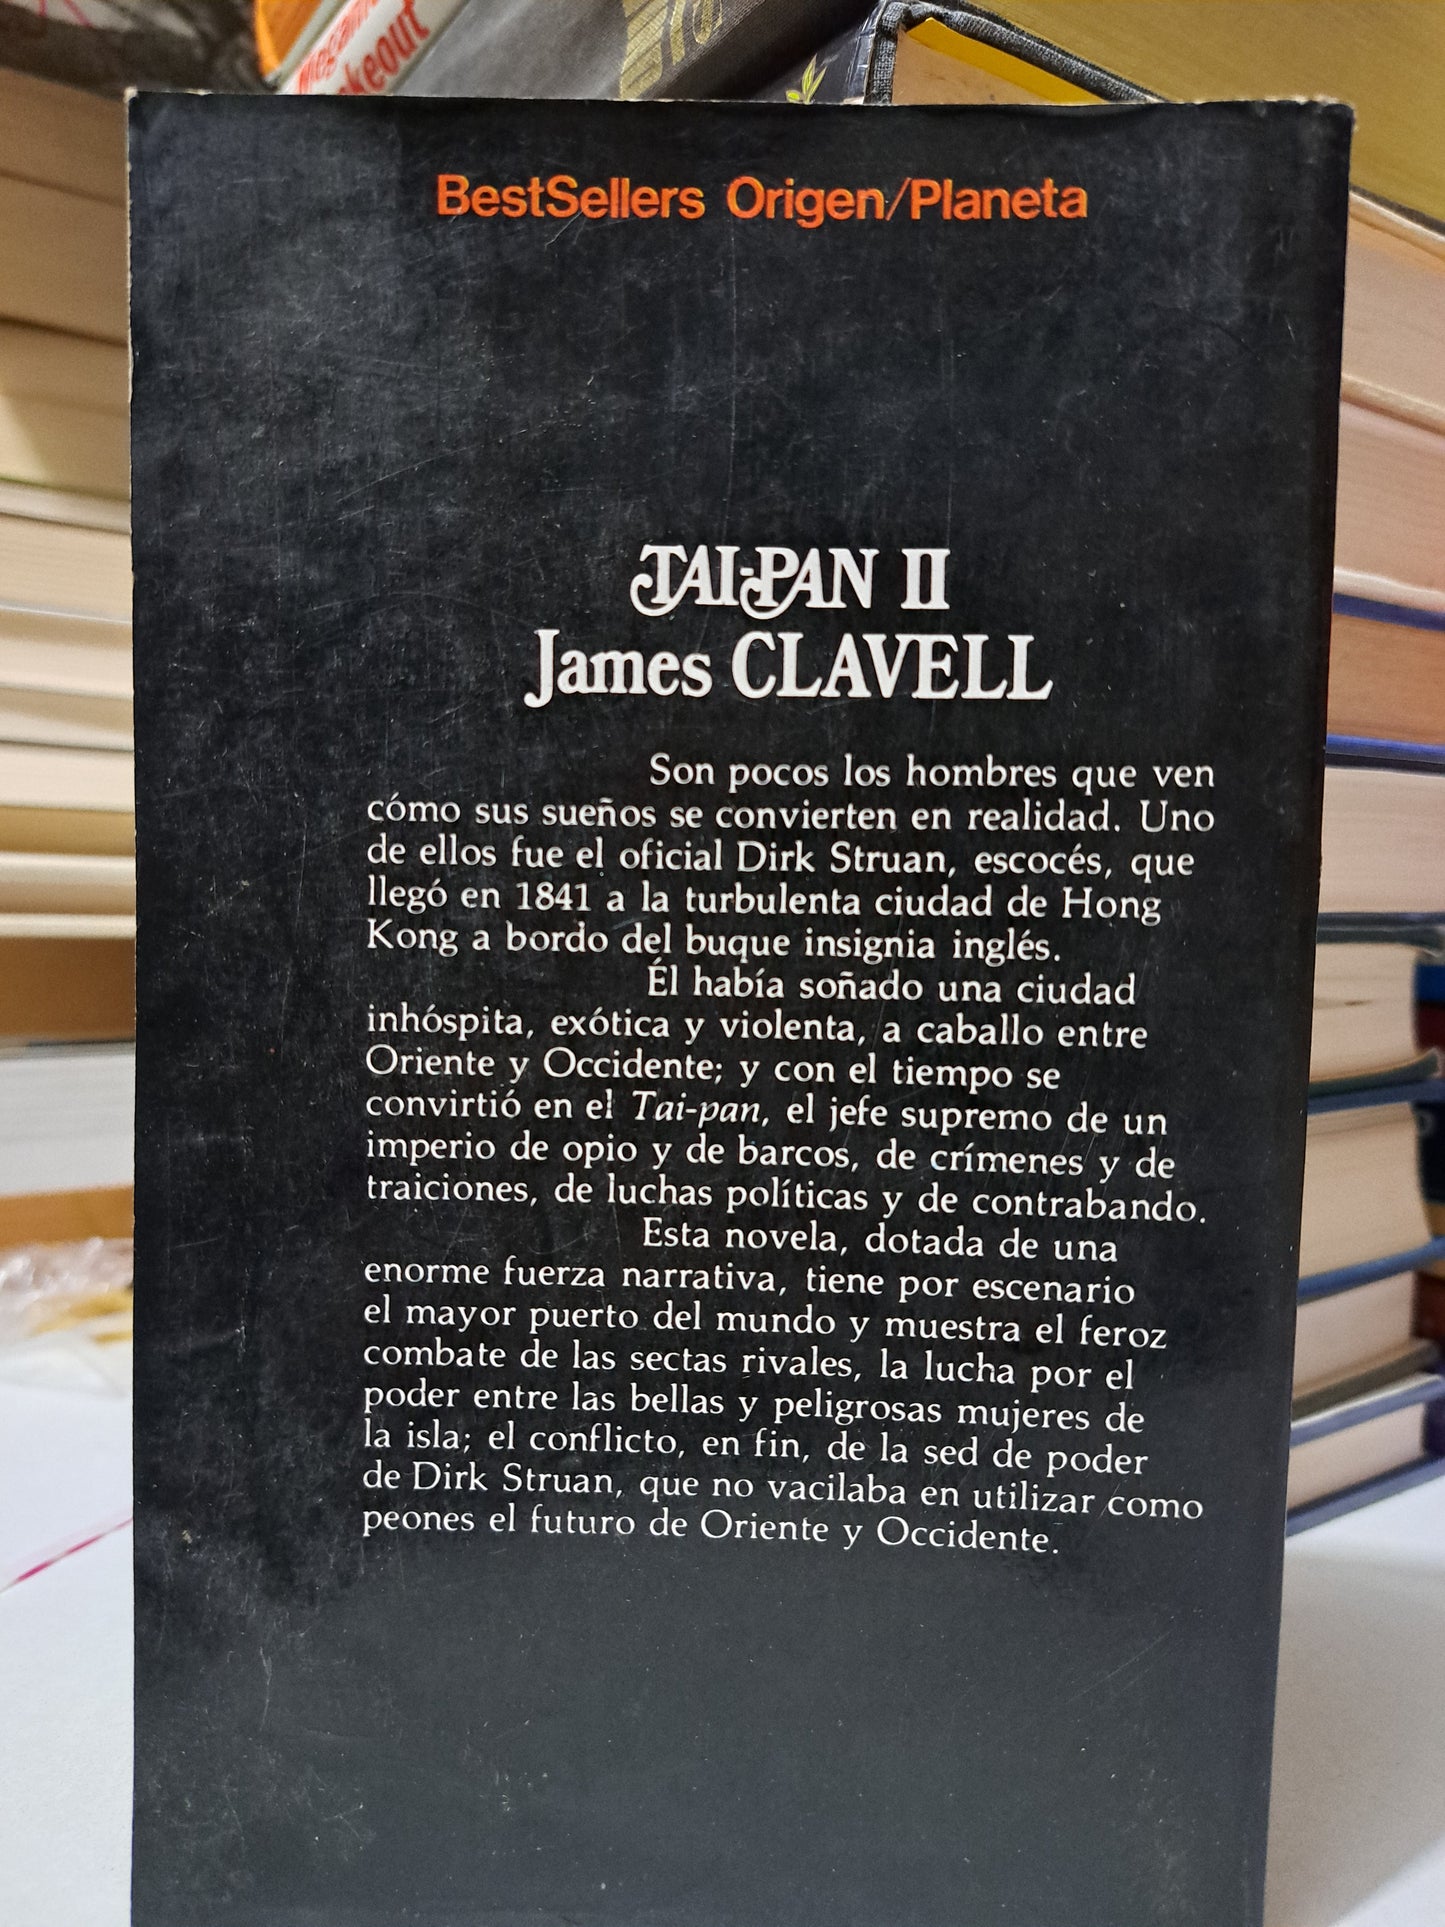 BestSellers Origen/Planeta
TAI-PAN II
James CLAVELL
Son pocos los hombres que ven
cómo sus sueños se convierten en realidad. Uno
de ellos fue el oficial Dirk Struan, escocés, que
llegó en 1841 a la turbulenta ciudad de Hong
Kong a bordo del buque insignia inglés.
Él había soñado una ciudad
inhóspita, exótica y violenta, a caballo entre
Oriente y Occidente; y con el tiempo se
convirtió en el Tai-pan, el jefe supremo de un
imperio de opio y de barcos, de crímenes y de
traiciones, de luchas políticas y de contrabando.
Esta novela, dotada de una
enorme fuerza narrativa, tiene por escenario
el mayor puerto del mundo y muestra el feroz
combate de las sectas rivales, la lucha por el
poder entre las bellas y peligrosas mujeres de
la isla; el conflicto, en fin, de la sed de poder
de Dirk Struan, que no vacilaba en utilizar como
peones el futuro de Oriente y Occidente.